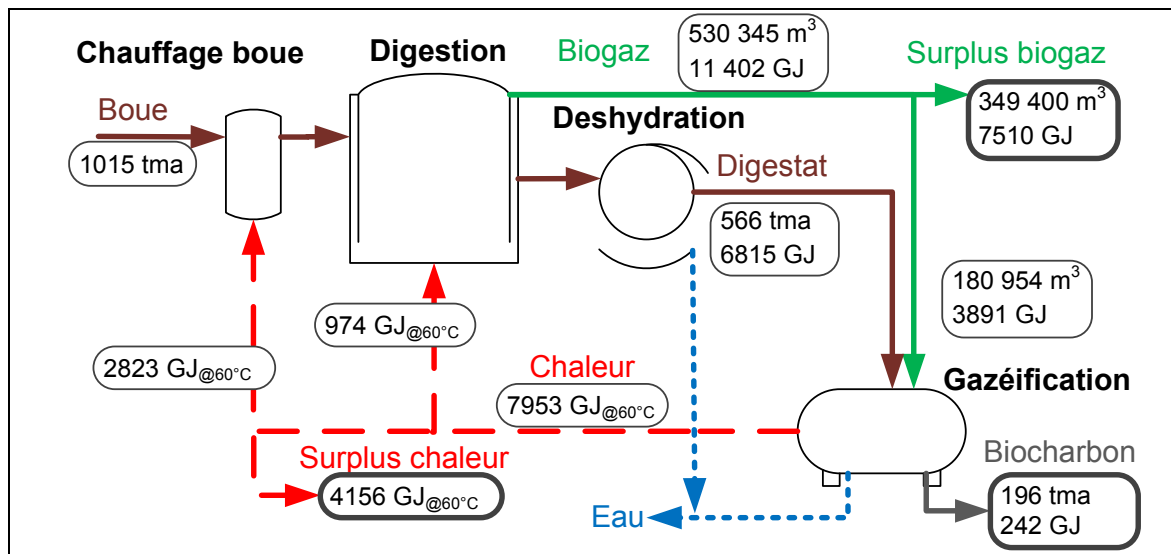 Chauffage boue
Digestion
Biogaz
530 345 m³
11 402 GJ
Surplus biogaz
349 400 m³
7510 GJ
Boue
1015 tma
Deshydration
Digestat
566 tma
6815 GJ
180 954 m³
3891 GJ
974 GJ@60°C
2823 GJ@60°C
Chaleur
7953 GJ@60°C
Gazéification
Surplus chaleur
4156 GJ@60°C
Eau
Biocharbon
196 tma
242 GJ